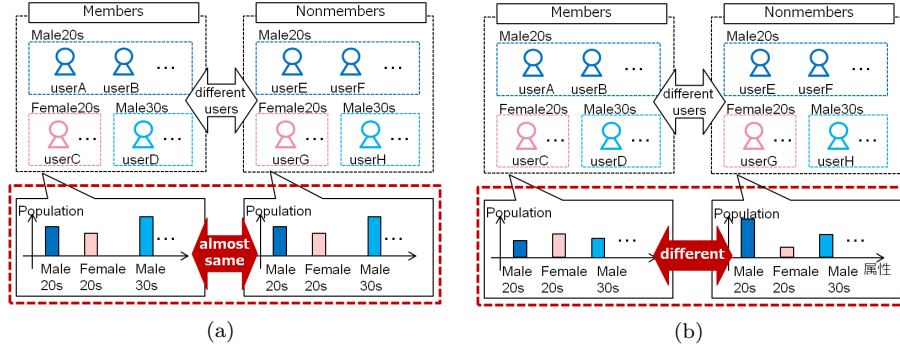 Members
Nonmembers
Male20s
Male20s
userA
userB
...
userE
userF
...
different
users
Female20s
Male30s
Female20s
Male30s
...
...
...
...
userC
userD
userG
userH
Population
Population
...
...
almost
same
Male
Female
Male
Male
Female
Male
20s
20s
30s
20s
20s
30s
(a)
Members
Nonmembers
Male20s
Male20s
userA
userB
...
userE
userF
...
different
users
Female20s
Male30s
Female20s
Male30s
...
...
...
...
userC
userD
userG
userH
Population
Population
...
...
different
Male
Female
Male
Male
Female
Male
属性
20s
20s
30s
20s
20s
30s
(b)